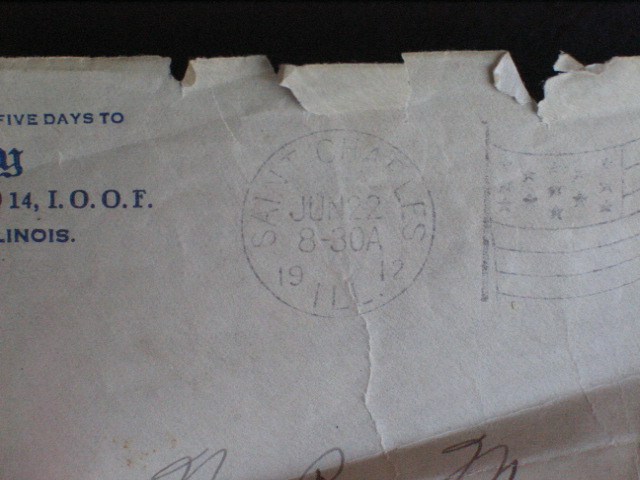 FIVE DAYS TO
y
14, I. O. O. F.
LINOIS.
SAINT CHARLES
JUN 22
8-30A
19 12
ILL.